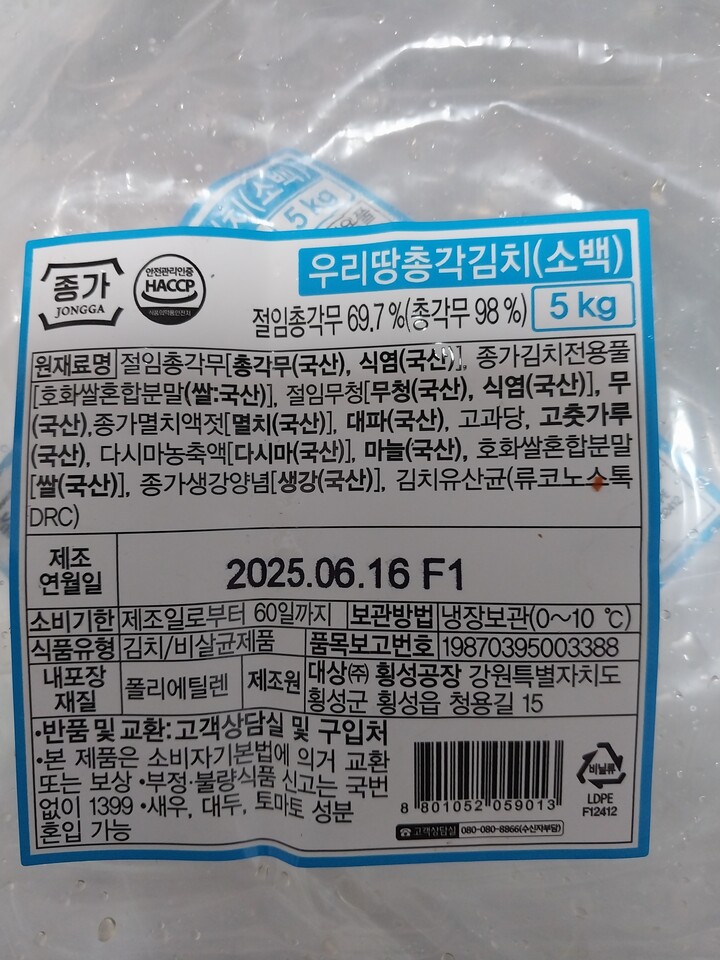 치(소백)
5 kg
종가
JONGGA
안전관리인증
HACCP
식품의약품안전처
우리땅총각김치(소백)
절임총각무 69.7 %(총각무 98 %)
5 kg
원재료명 절임총각무[총각무(국산), 식염(국산)], 종가김치전용풀
[호화쌀혼합분말(쌀:국산)], 절임무청[무청(국산), 식염(국산)], 무
(국산),종가멸치액젓[멸치(국산)], 대파(국산), 고과당, 고춧가루
(국산), 다시마농축액[다시마(국산)], 마늘(국산), 호화쌀혼합분말
[쌀(국산)], 종가생강양념[생강(국산)], 김치유산균(류코노스톡
DRC)
제조
연월일
2025.06.16 F1
소비기한 제조일로부터 60일까지 보관방법 냉장보관(0~10 ℃)
식품유형 김치/비살균제품 품목보고번호 19870395003388
내포장
재질
폴리에틸렌
제조원
대상㈜ 횡성공장 강원특별자치도
횡성군 횡성읍 청용길 15
•반품 및 교환: 고객상담실 및 구입처
•본 제품은 소비자기본법에 의거 교환
또는 보상 •부정·불량식품 신고는 국번
없이 1399 •새우, 대두, 토마토 성분
혼입 가능
8 801052 059013
비닐류
LDPE
F12412
☎고객상담실 080-080-8866(수신자부담)